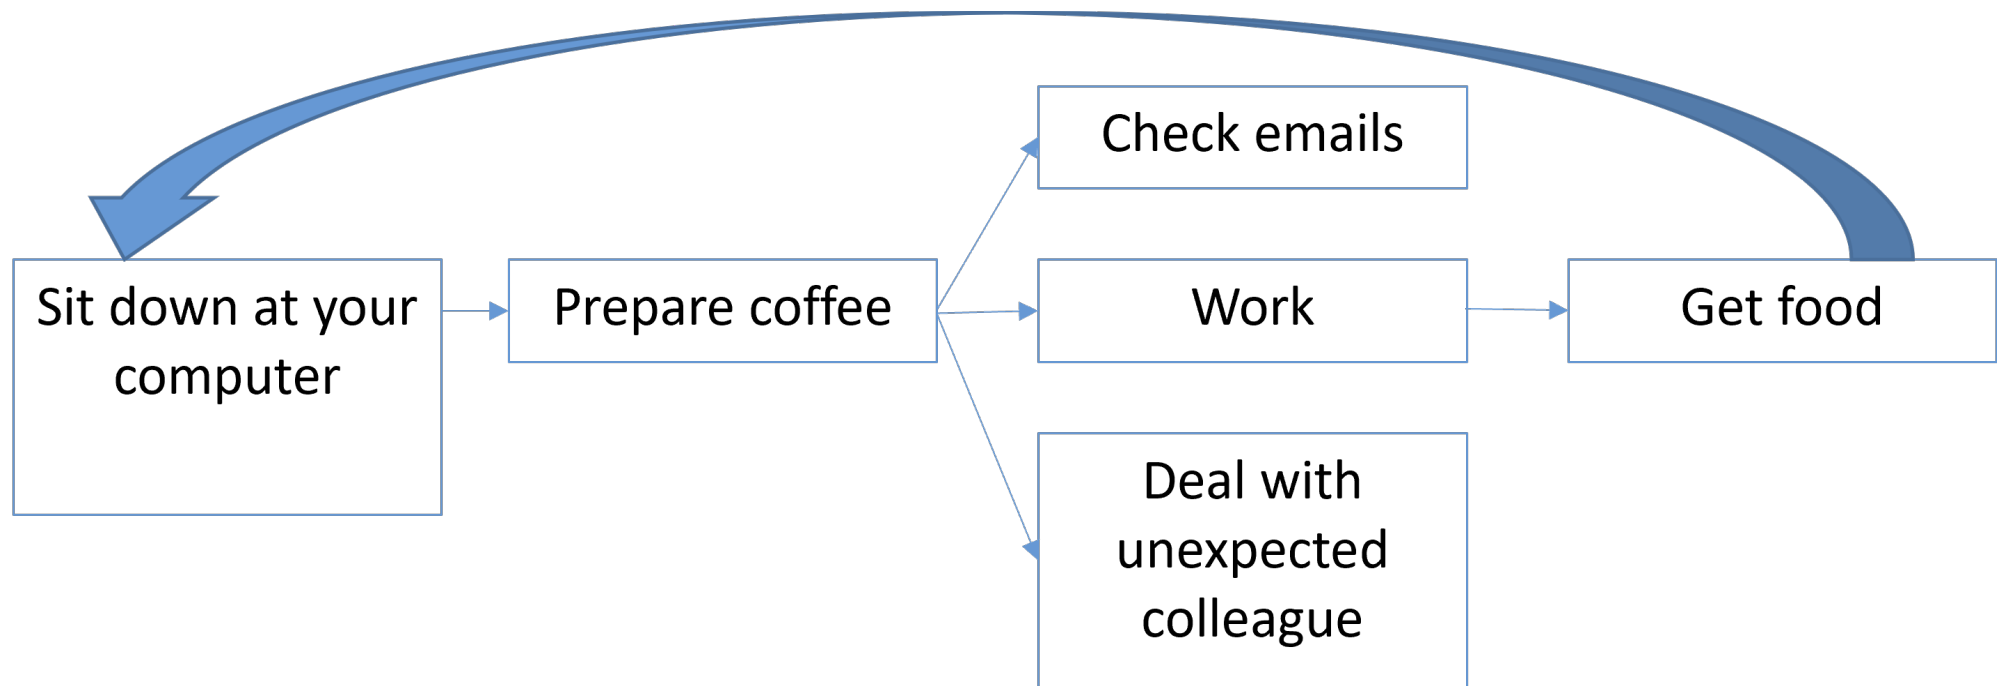 Check emails
Sit down at your
computer
Prepare coffee
Work
Get food
Deal with
unexpected
colleague